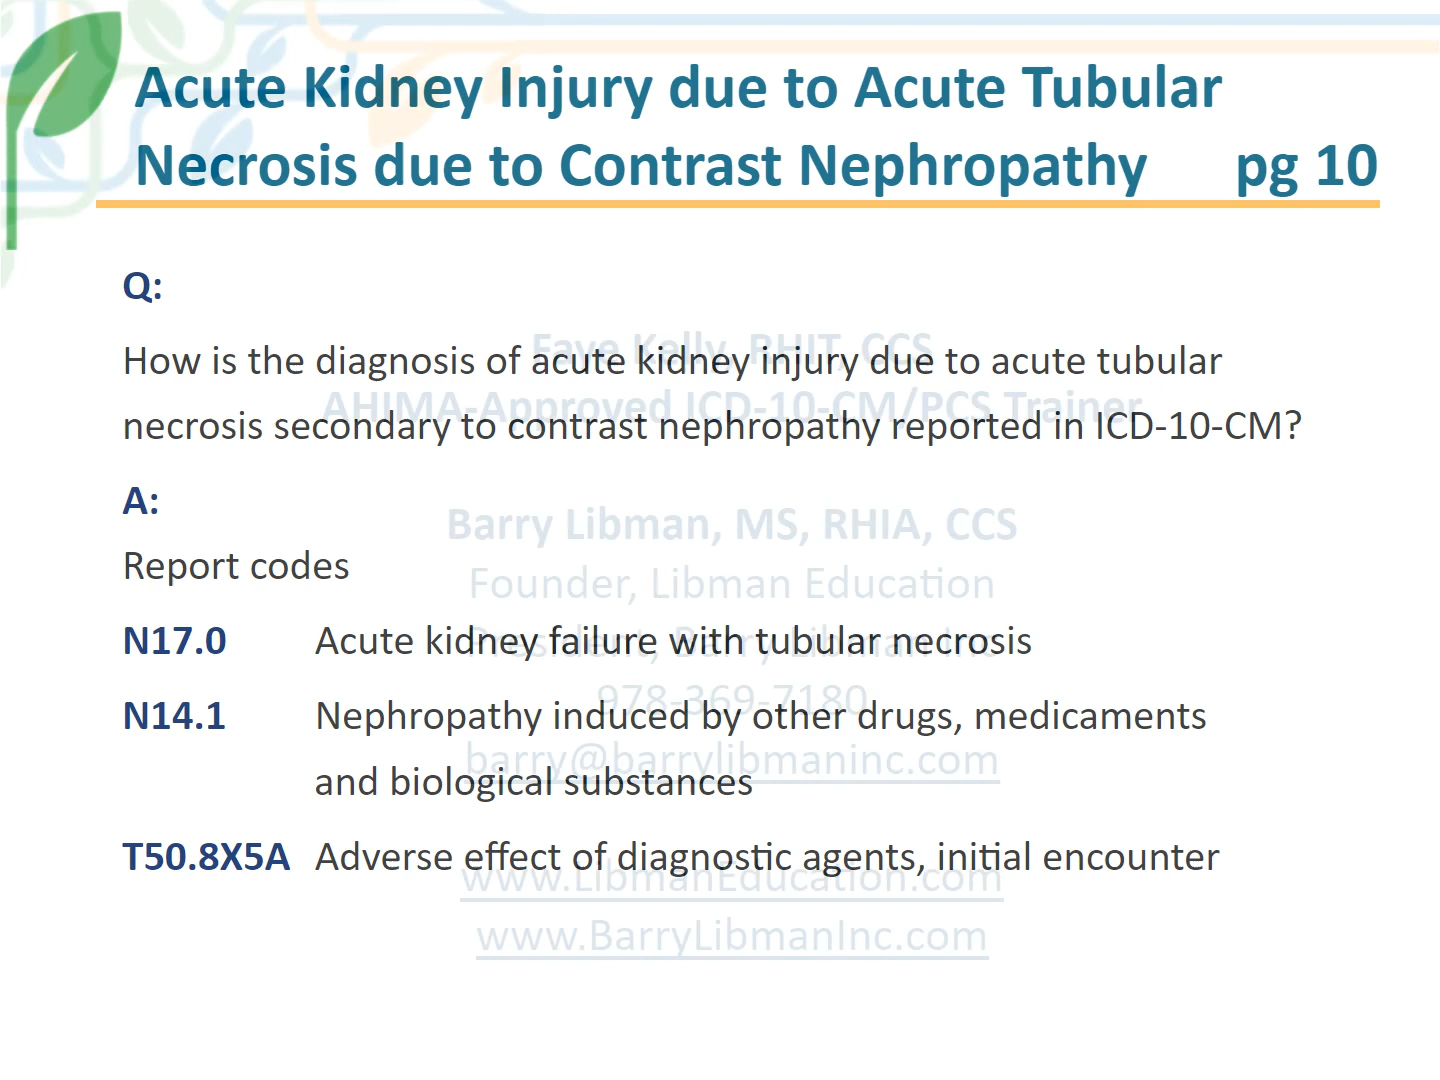 Acute Kidney Injury due to Acute Tubular
Necrosis due to Contrast Nephropathy pg 10
Q:
How is the diagnosis of acute kidney injury due to acute tubular
necrosis secondary to contrast nephropathy reported in ICD-10-CM?
A:
Report codes
N17.0 Acute kidney failure with tubular necrosis
N14.1 Nephropathy induced by other drugs, medicaments
and biological substances
T50.8X5A Adverse effect of diagnostic agents, initial encounter
Faye Kelly, RHIT, CCS
AHIMA-Approved ICD-10-CM/PCS Trainer
Barry Libman, MS, RHIA, CCS
Founder, Libman Education
President, Barry Libman Inc
978-369-7180
barry@barrylibmaninc.com
www.LibmanEducation.com
www.BarryLibmanInc.com